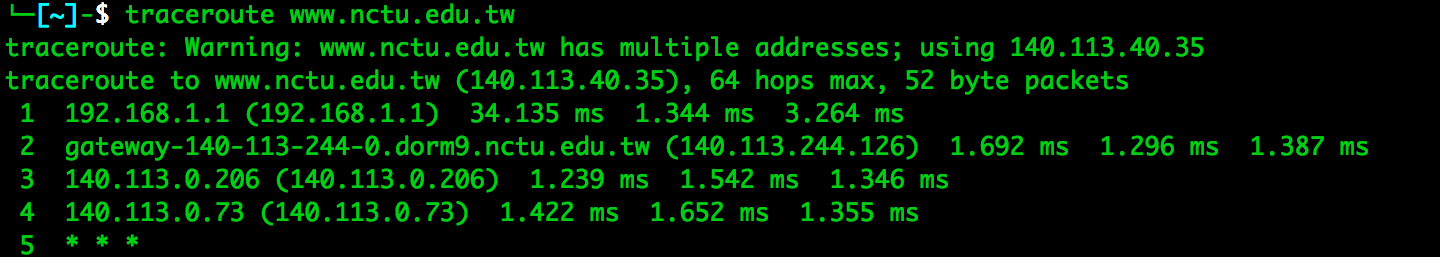 └─[~]-$ traceroute www.nctu.edu.tw
traceroute: Warning: www.nctu.edu.tw has multiple addresses; using 140.113.40.35
traceroute to www.nctu.edu.tw (140.113.40.35), 64 hops max, 52 byte packets
 1  192.168.1.1 (192.168.1.1)  34.135 ms  1.344 ms  3.264 ms
 2  gateway-140-113-244-0.dorm9.nctu.edu.tw (140.113.244.126)  1.692 ms  1.296 ms  1.387 ms
 3  140.113.0.206 (140.113.0.206)  1.239 ms  1.542 ms  1.346 ms
 4  140.113.0.73 (140.113.0.73)  1.422 ms  1.652 ms  1.355 ms
 5  * * *